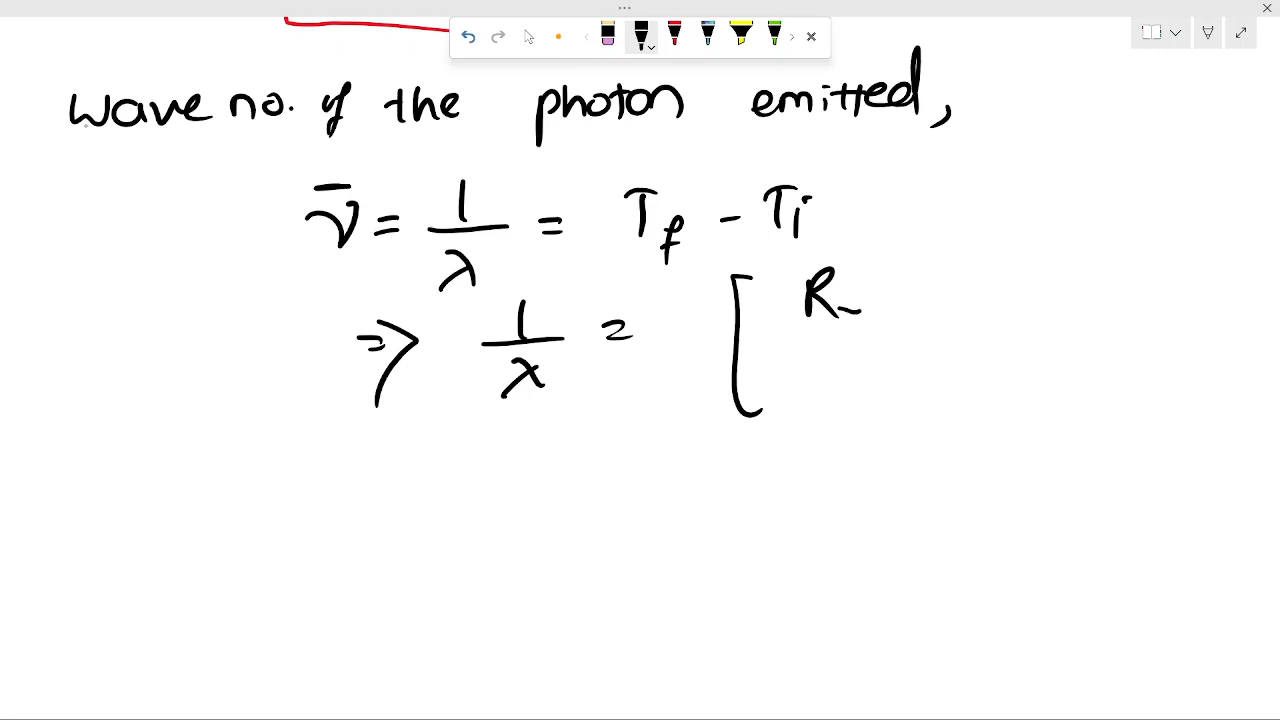 wave no. of the photon emitted,
ν̄ = 1/λ = T_f - T_i
⇒ 1/λ = [ R